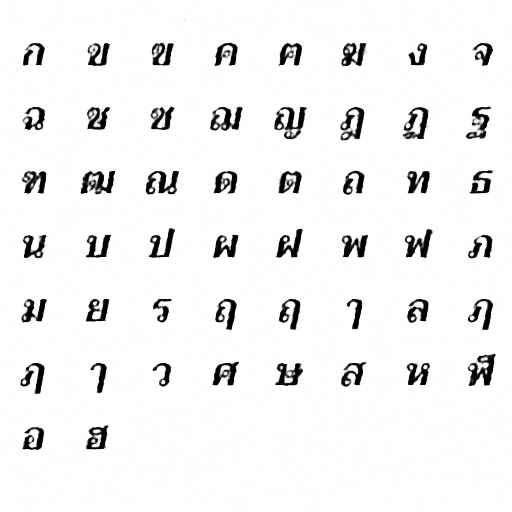 ก ข ฃ ค ฅ ฆ ง จ
ฉ ช ซ ฌ ญ ฎ ฏ ฐ
ฑ ฒ ณ ด ต ถ ท ธ
น บ ป ผ ฝ พ ฟ ภ
ม ย ร ฤ ฤ ๅ ล ฦ
ฦ ๅ ว ศ ษ ส ห ฬ
อ ฮ